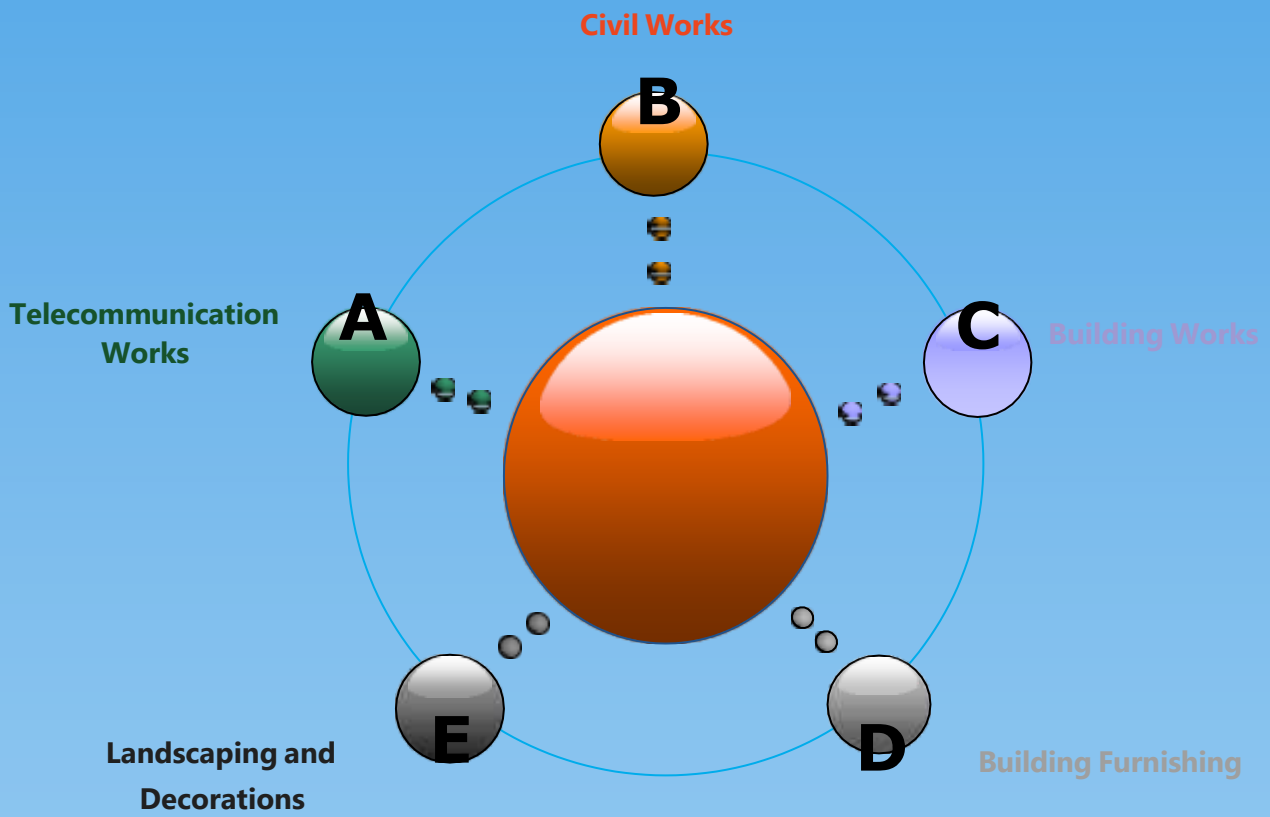 Civil Works
B
A
Telecommunication
Works
C
Building Works
E
D
Landscaping and
Decorations
Building Furnishing